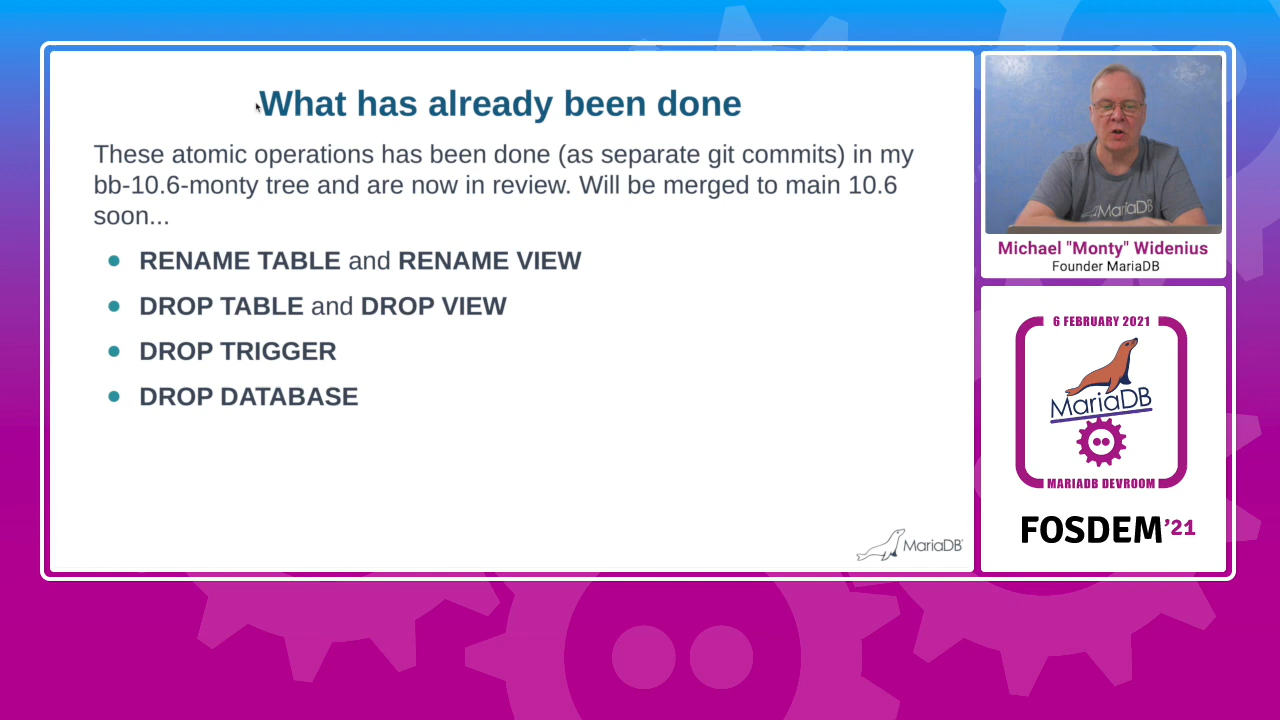 What has already been done
These atomic operations has been done (as separate git commits) in my
bb-10.6-monty tree and are now in review. Will be merged to main 10.6
soon...
RENAME TABLE and RENAME VIEW
DROP TABLE and DROP VIEW
DROP TRIGGER
DROP DATABASE
MariaDB
MariaDB
Michael "Monty" Widenius
Founder MariaDB
6 FEBRUARY 2021
MariaDB
MARIADB DEVROOM
FOSDEM'21